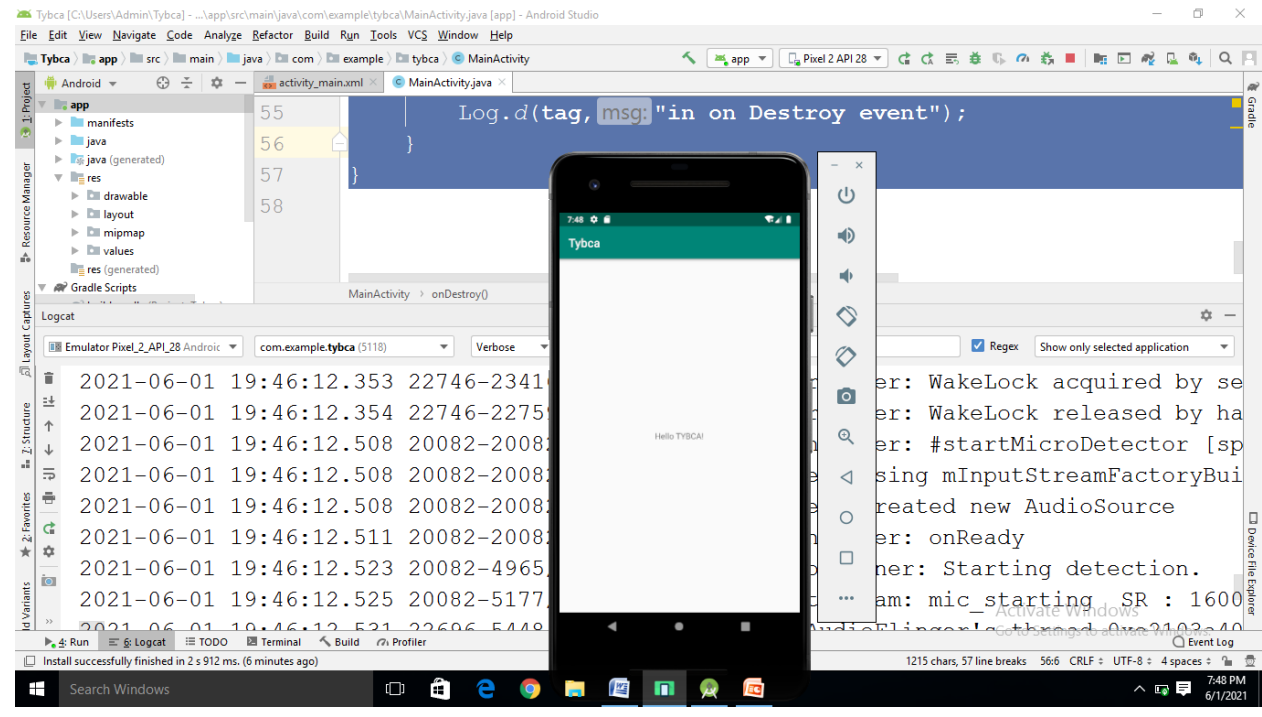 Tybca [C:\Users\Admin\Tybca] - ...\app\src\main\java\com\example\tybca\MainActivity.java [app] - Android Studio
File Edit View Navigate Code Analyze Refactor Build Run Tools VCS Window Help
Tybca app src main java com example tybca MainActivity app Pixel 2 API 28
Android activity_main.xml MainActivity.java
1: Project
Resource Manager
Layout Captures
Z: Structure
2: Favorites
app
manifests
java
java (generated)
res
drawable
layout
mipmap
values
res (generated)
Gradle Scripts
55 Log.d(tag, msg: "in on Destroy event");
56 }
57 }
58
MainActivity > onDestroy()
Gradle
Device File Explorer
Logcat
Emulator Pixel_2_API_28 Androic com.example.tybca (5118) Verbose Regex Show only selected application
2021-06-01 19:46:12.353 22746-2341 er: WakeLock acquired by se
2021-06-01 19:46:12.354 22746-2275 er: WakeLock released by ha
2021-06-01 19:46:12.508 20082-2008 er: #startMicroDetector [sp
2021-06-01 19:46:12.508 20082-2008 sing mInputStreamFactoryBui
2021-06-01 19:46:12.508 20082-2008 reated new AudioSource
2021-06-01 19:46:12.511 20082-2008 er: onReady
2021-06-01 19:46:12.523 20082-4965 ner: Starting detection.
2021-06-01 19:46:12.525 20082-5177 am: mic_starting SR : 1600
2021-06-01 19:46:12.531 22696-5448 AudioFlinger's thread 0xe2103a40
7:48
Tybca
Hello TYBCA!
Activate Windows
Go to Settings to activate Windows.
4: Run 6: Logcat TODO Terminal Build Profiler Event Log
Install successfully finished in 2 s 912 ms. (6 minutes ago) 1215 chars, 57 line breaks 56:6 CRLF UTF-8 4 spaces
Search Windows
7:48 PM
6/1/2021